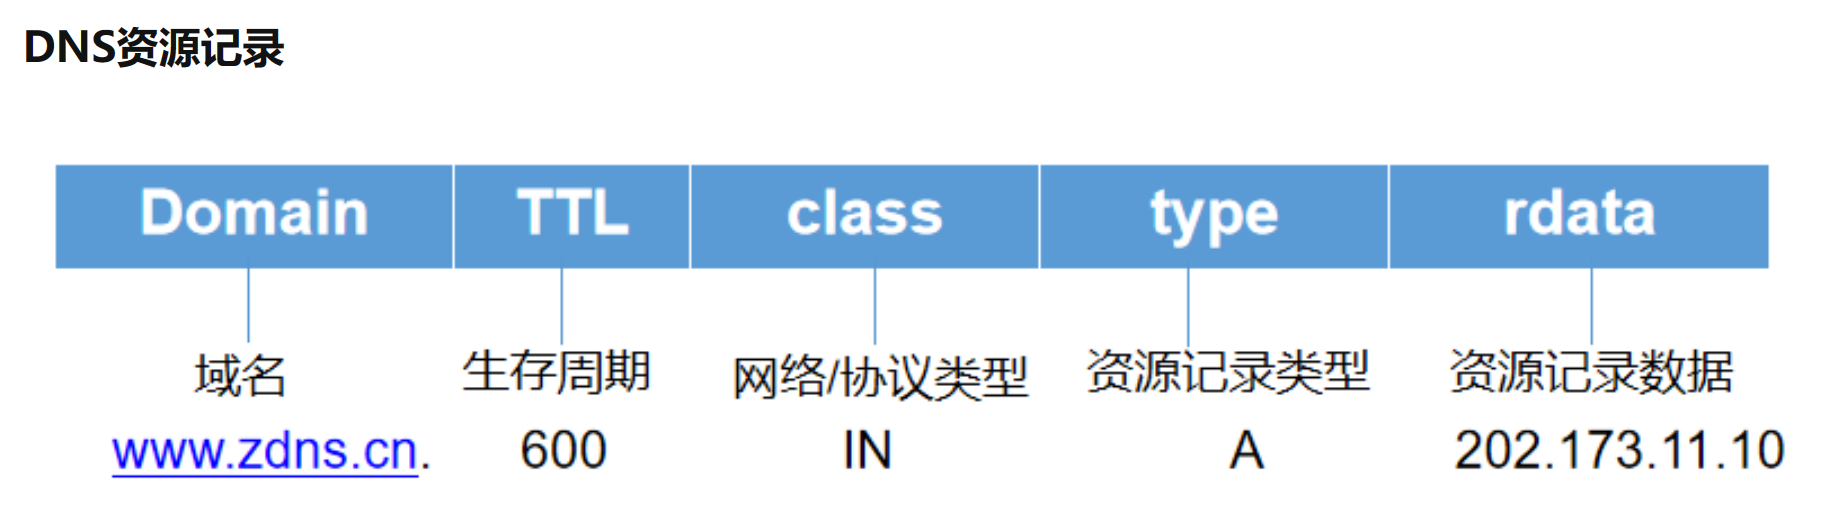 DNS资源记录
Domain TTL class type rdata
域名 生存周期 网络/协议类型 资源记录类型 资源记录数据
www.zdns.cn. 600 IN A 202.173.11.10